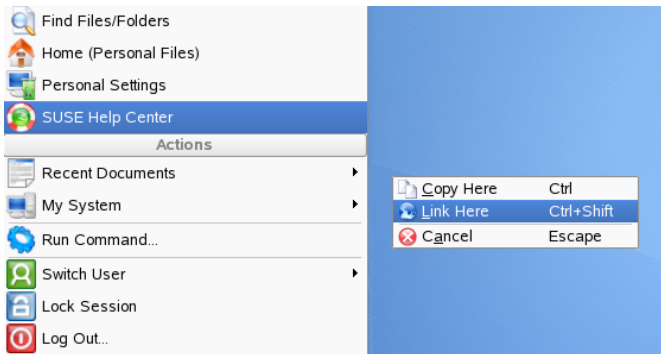 Find Files/Folders
Home (Personal Files)
Personal Settings
SUSE Help Center
Actions
Recent Documents
My System
Run Command...
Switch User
Lock Session
Log Out...
Copy Here Ctrl
Link Here Ctrl+Shift
Cancel Escape